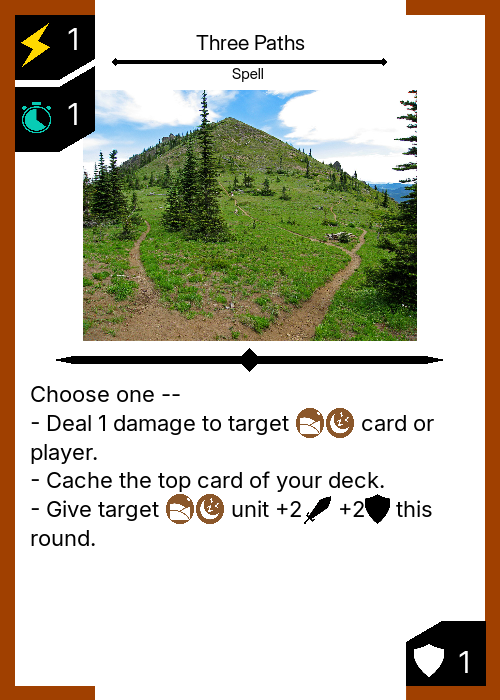 1
Three Paths
Spell
1
Choose one --
- Deal 1 damage to target card or
player.
- Cache the top card of your deck.
- Give target unit +2 +2 this
round.
1